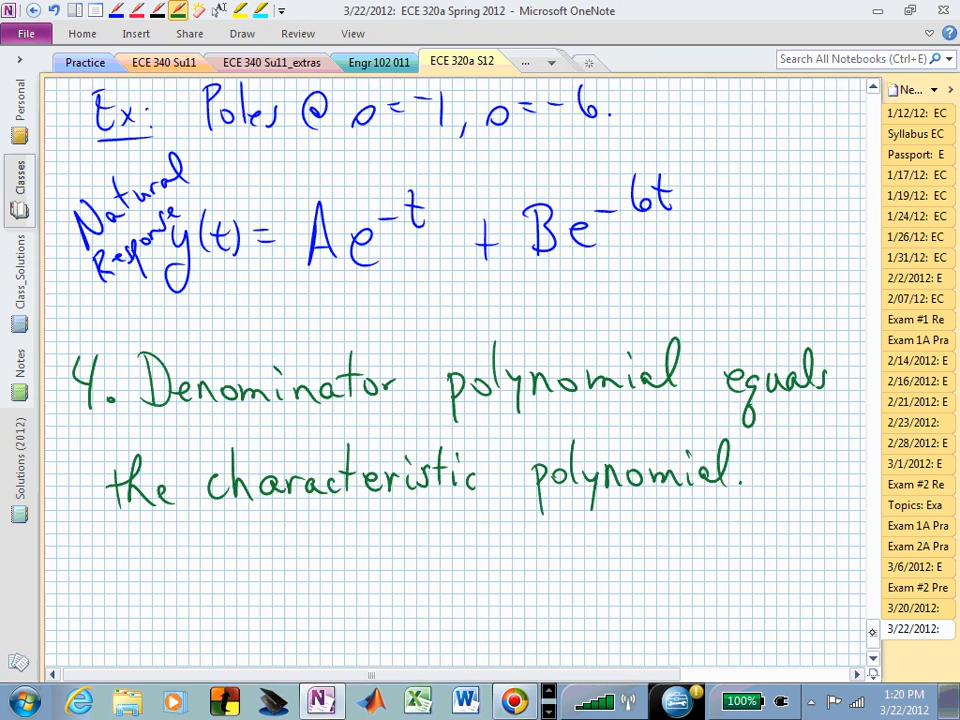 3/22/2012: ECE 320a Spring 2012 - Microsoft OneNote
File Home Insert Share Draw Review View
Practice ECE 340 Su11 ECE 340 Su11_extras Engr 102 011 ECE 320a S12 ...
Search All Notebooks (Ctrl+E)
Personal
Classes
Class_Solutions
Notes
Solutions (2012)
Ex: Poles @ s=-1, s=-6.
Natural
Response
y(t) = Ae^{-t} + Be^{-6t}
4. Denominator polynomial equals
the characteristic polynomial.
Ne...
1/12/12: EC
Syllabus EC
Passport: E
1/17/12: EC
1/19/12: EC
1/24/12: EC
1/26/12: EC
1/31/12: EC
2/2/2012: E
2/07/12: EC
Exam #1 Re
Exam 1A Pra
2/14/2012: E
2/16/2012: E
2/21/2012: E
2/23/2012:
2/28/2012: E
3/1/2012: E
Exam #2 Re
Topics: Exa
Exam 1A Pra
Exam 2A Pra
3/6/2012: E
Exam #2 Pre
3/20/2012:
3/22/2012:
100%
1:20 PM
3/22/2012